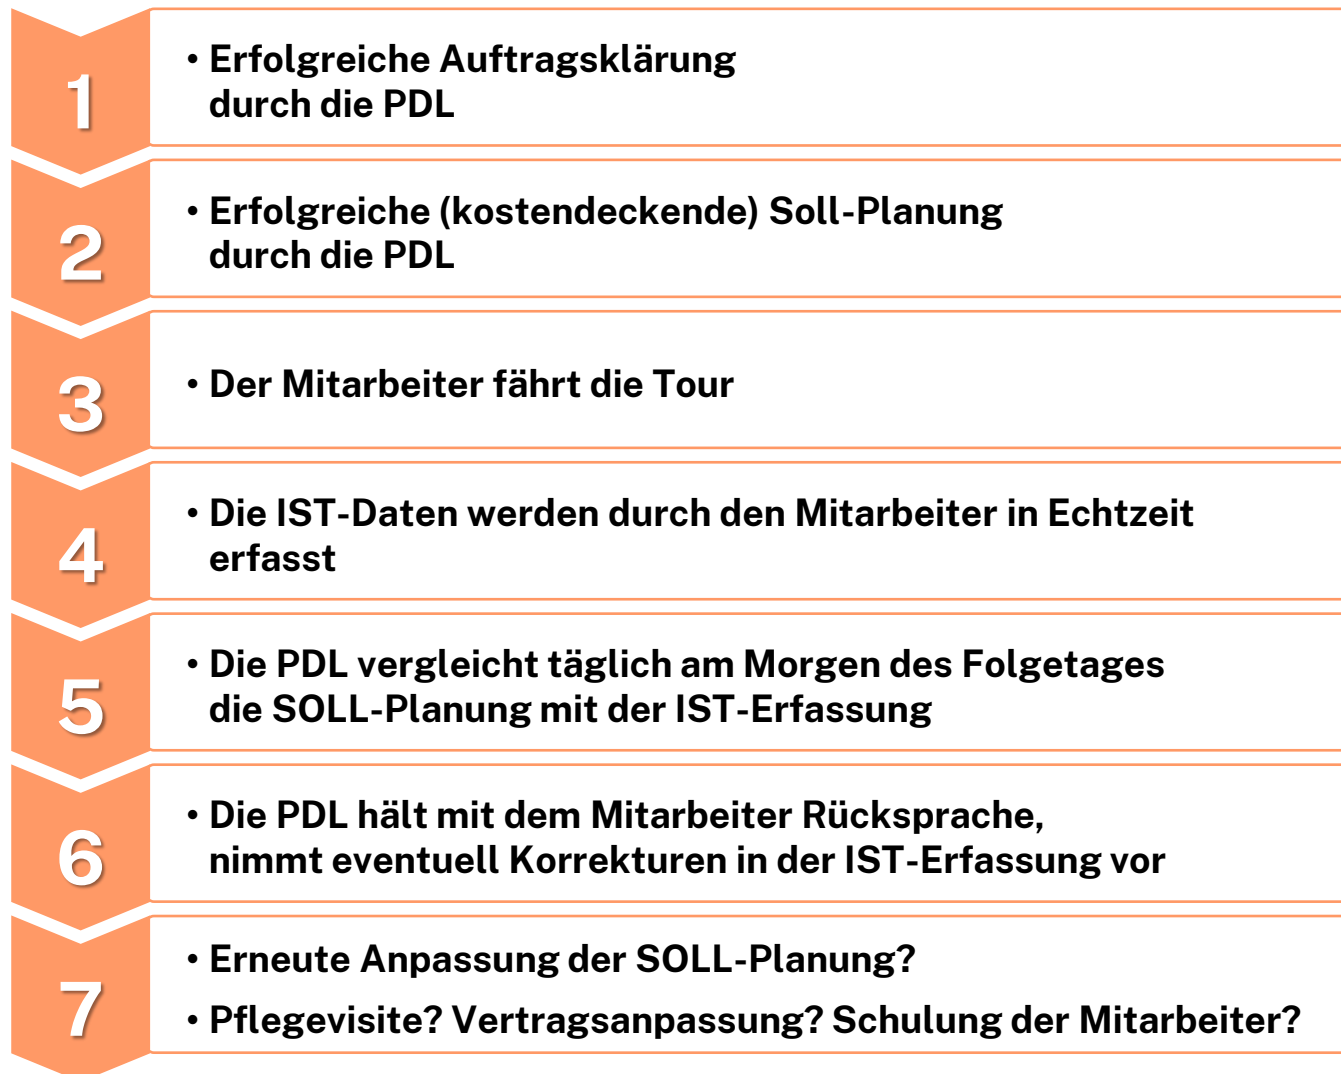 1
• Erfolgreiche Auftragsklärung
durch die PDL
2
• Erfolgreiche (kostendeckende) Soll-Planung
durch die PDL
3
• Der Mitarbeiter fährt die Tour
4
• Die IST-Daten werden durch den Mitarbeiter in Echtzeit
erfasst
5
• Die PDL vergleicht täglich am Morgen des Folgetages
die SOLL-Planung mit der IST-Erfassung
6
• Die PDL hält mit dem Mitarbeiter Rücksprache,
nimmt eventuell Korrekturen in der IST-Erfassung vor
7
• Erneute Anpassung der SOLL-Planung?
• Pflegevisite? Vertragsanpassung? Schulung der Mitarbeiter?